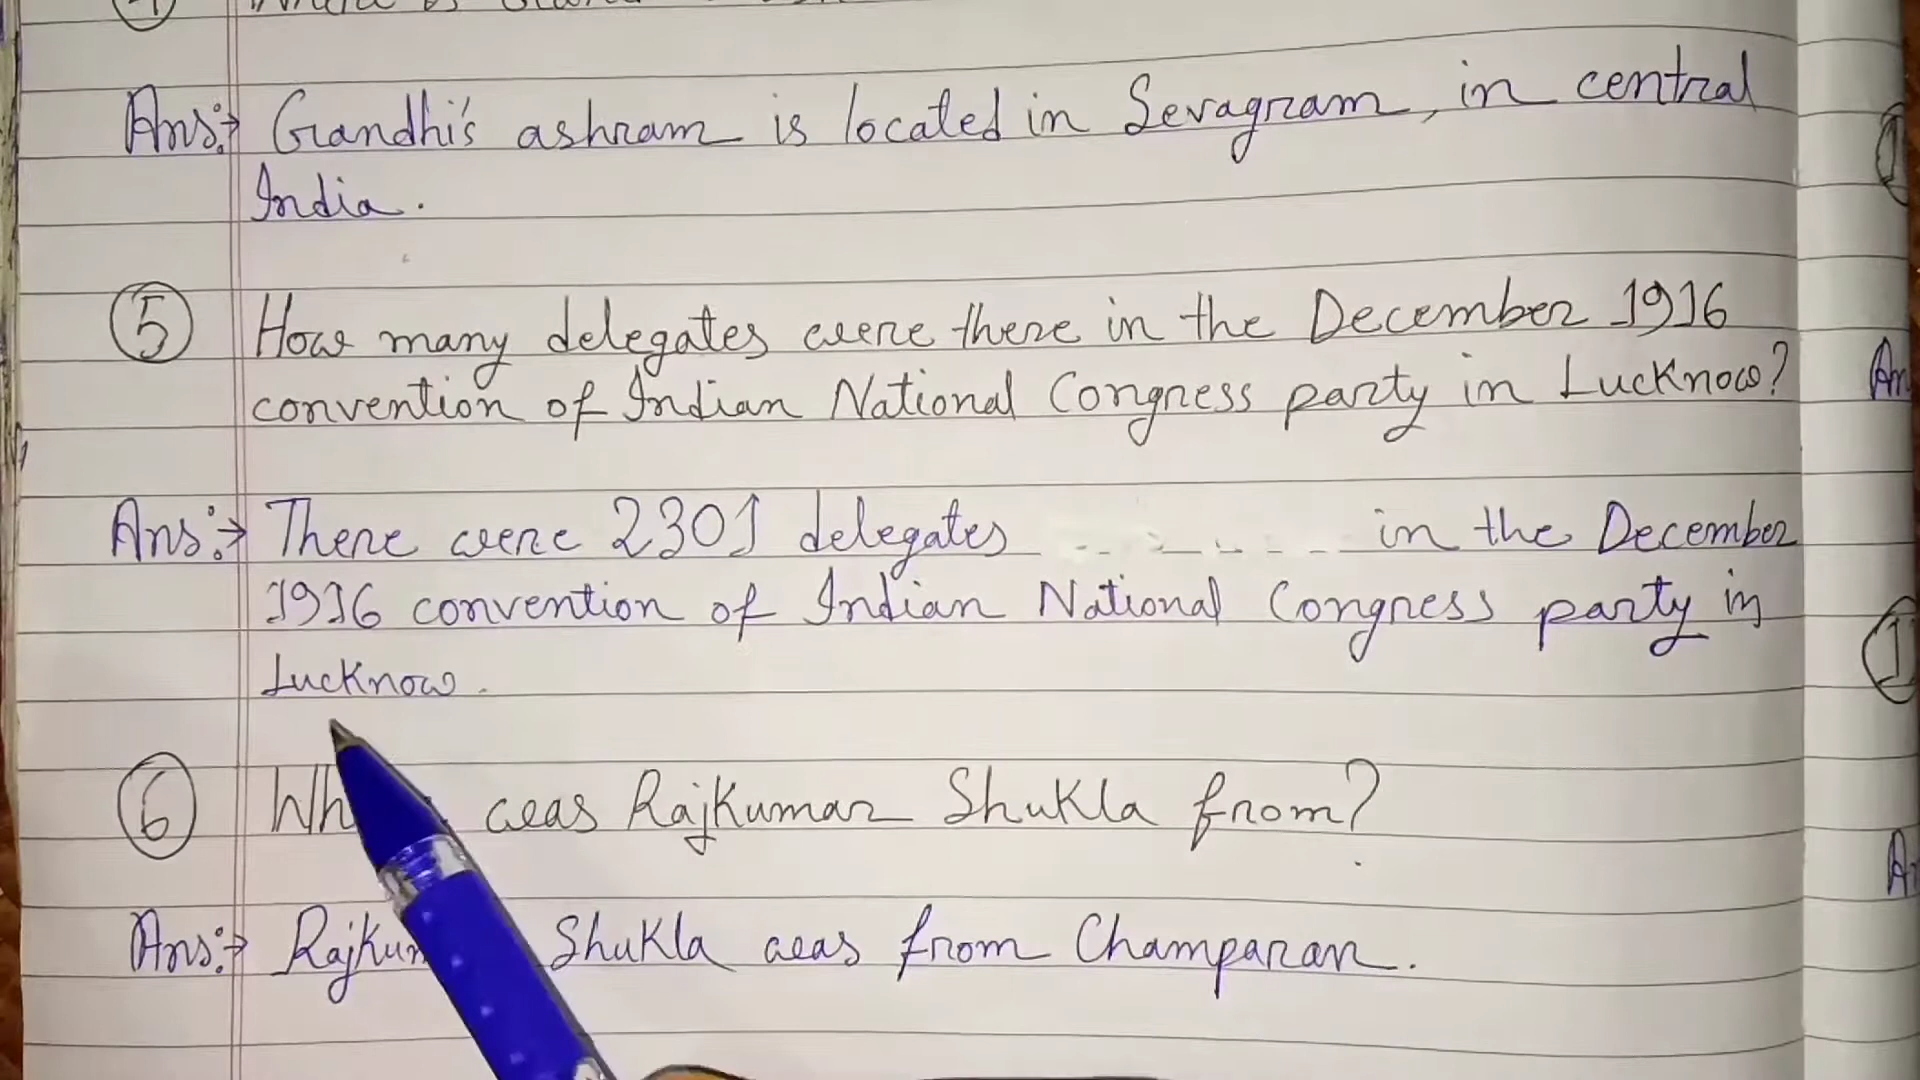 Ans:→ Gandhi's ashram is located in Sevagram, in central
India.
5 How many delegates were there in the December 1916
convention of Indian National Congress party in Lucknow?
Ans:→ There were 2301 delegates in the December
1916 convention of Indian National Congress party in
Lucknow.
6 was Rajkumar Shukla from?
Ans:→ Shukla was from Champaran.